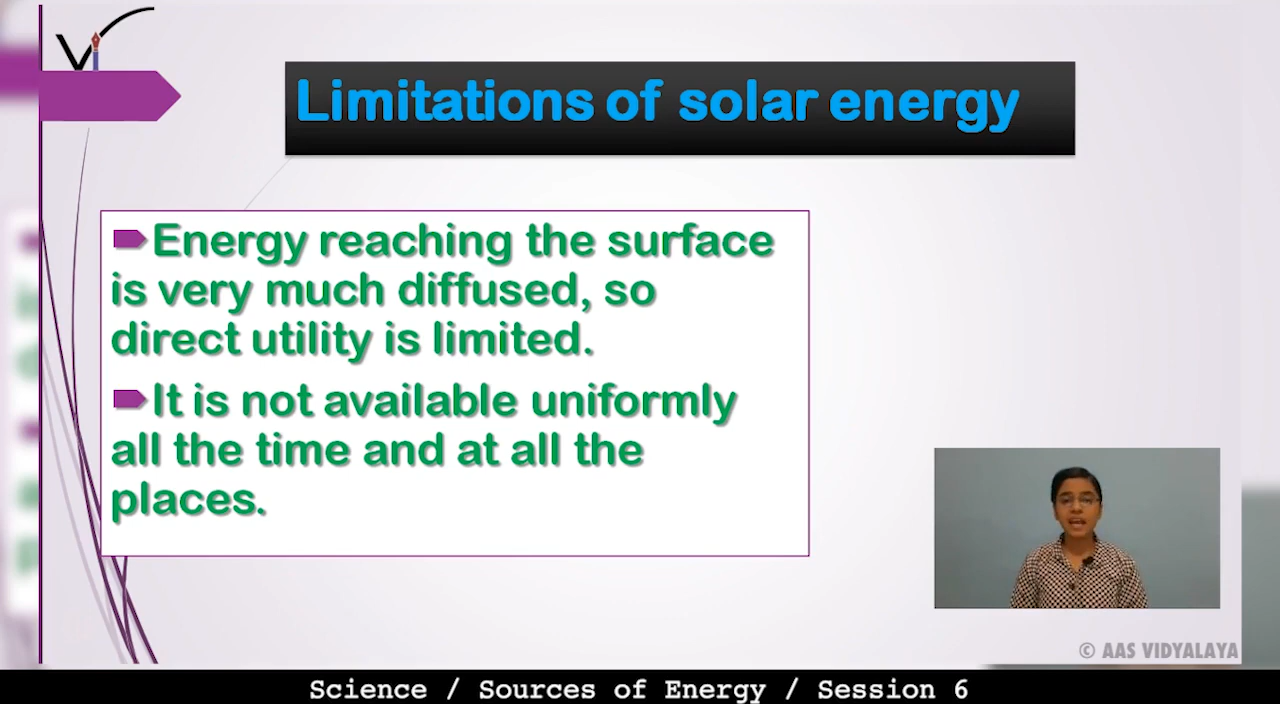 Limitations of solar energy
Energy reaching the surface
is very much diffused, so
direct utility is limited.
It is not available uniformly
all the time and at all the
places.
© AAS VIDYALAYA
Science / Sources of Energy / Session 6